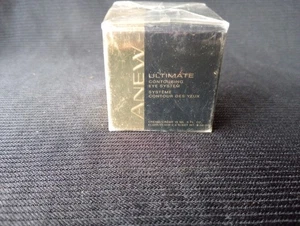 ANEW
ULTIMATE
CONTOURING
EYE SYSTEM
SYSTÈME
CONTOUR DES YEUX